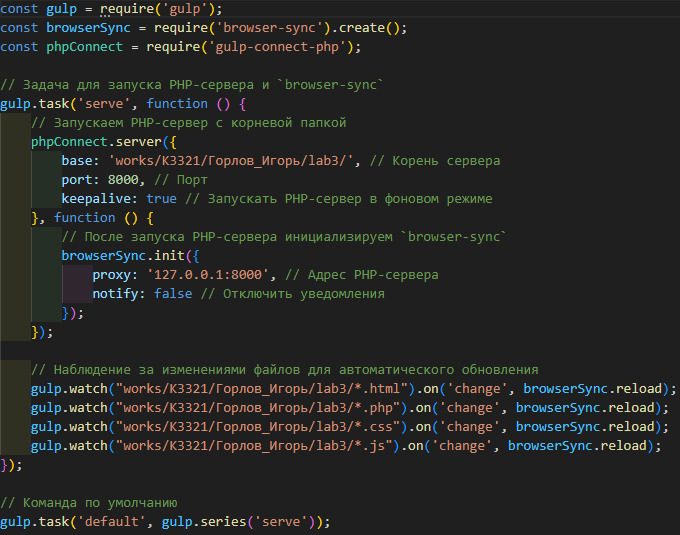 const gulp = require('gulp');
const browserSync = require('browser-sync').create();
const phpConnect = require('gulp-connect-php');
// Задача для запуска PHP-сервера и `browser-sync`
gulp.task('serve', function () {
// Запускаем PHP-сервер с корневой папкой
phpConnect.server({
base: 'works/K3321/Горлов_Игорь/lab3/', // Корень сервера
port: 8000, // Порт
keepalive: true // Запускать PHP-сервер в фоновом режиме
}, function () {
// После запуска PHP-сервера инициализируем `browser-sync`
browserSync.init({
proxy: '127.0.0.1:8000', // Адрес PHP-сервера
notify: false // Отключить уведомления
});
});
// Наблюдение за изменениями файлов для автоматического обновления
gulp.watch("works/K3321/Горлов_Игорь/lab3/*.html").on('change', browserSync.reload);
gulp.watch("works/K3321/Горлов_Игорь/lab3/*.php").on('change', browserSync.reload);
gulp.watch("works/K3321/Горлов_Игорь/lab3/*.css").on('change', browserSync.reload);
gulp.watch("works/K3321/Горлов_Игорь/lab3/*.js").on('change', browserSync.reload);
});
// Команда по умолчанию
gulp.task('default', gulp.series('serve'));